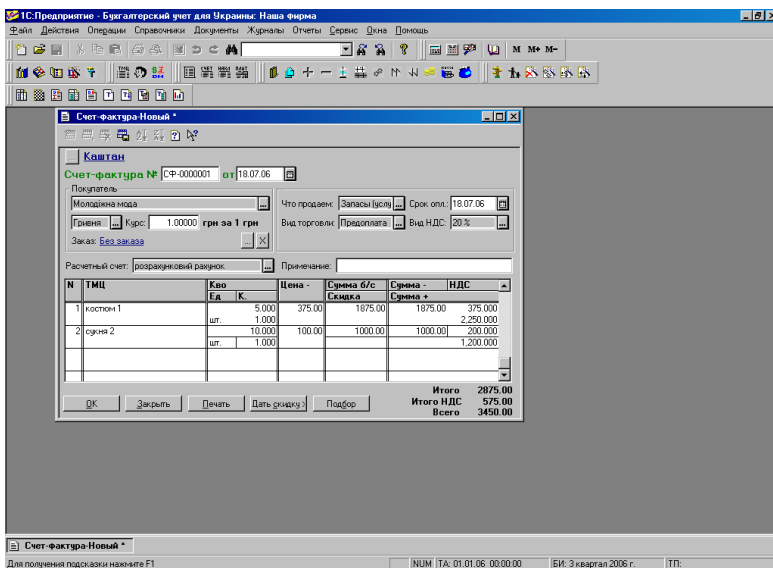 1С:Предприятие - Бухгалтерский учет для Украины: Наша фирма
Файл Действия Операции Справочники Документы Журналы Отчеты Сервис Окна Помощь
M M+ M-
Счет-фактура-Новый *
Каштан
Счет-фактура № СФ-0000001 от 18.07.06
Покупатель
Молодіжна мода ... Что продаем: Запасы (услу ... Срок опл.: 18.07.06
Гривня ... Курс: 1.00000 грн за 1 грн Вид торговли: Предоплата ... Вид НДС: 20 % ...
Заказ: Без заказа ... X
Расчетный счет: розрахунковий рахунок ... Примечание:
N ТМЦ Кво Цена - Сумма б/с Сумма - НДС
Ед К. Скидка Сумма +
1 костюм 1 5.000 375.00 1875.00 1875.00 375.000
шт. 1.000 2,250.000
2 сукня 2 10.000 100.00 1000.00 1000.00 200.000
шт. 1.000 1,200.000
Итого 2875.00
Итого НДС 575.00
Всего 3450.00
OK Закрыть Печать Дать скидку> Подбор
Счет-фактура-Новый *
Для получения подсказки нажмите F1 NUM TA: 01.01.06 00:00:00 БИ: 3 квартал 2006 г. ТП: